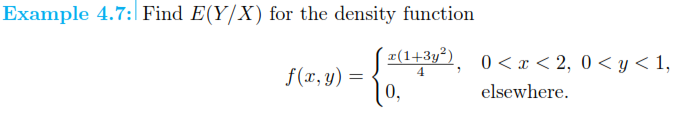 Example 4.7: Find E(Y/X) for the density function
f(x, y) = { x(1+3y²)/4, 0 < x < 2, 0 < y < 1,
0, elsewhere.